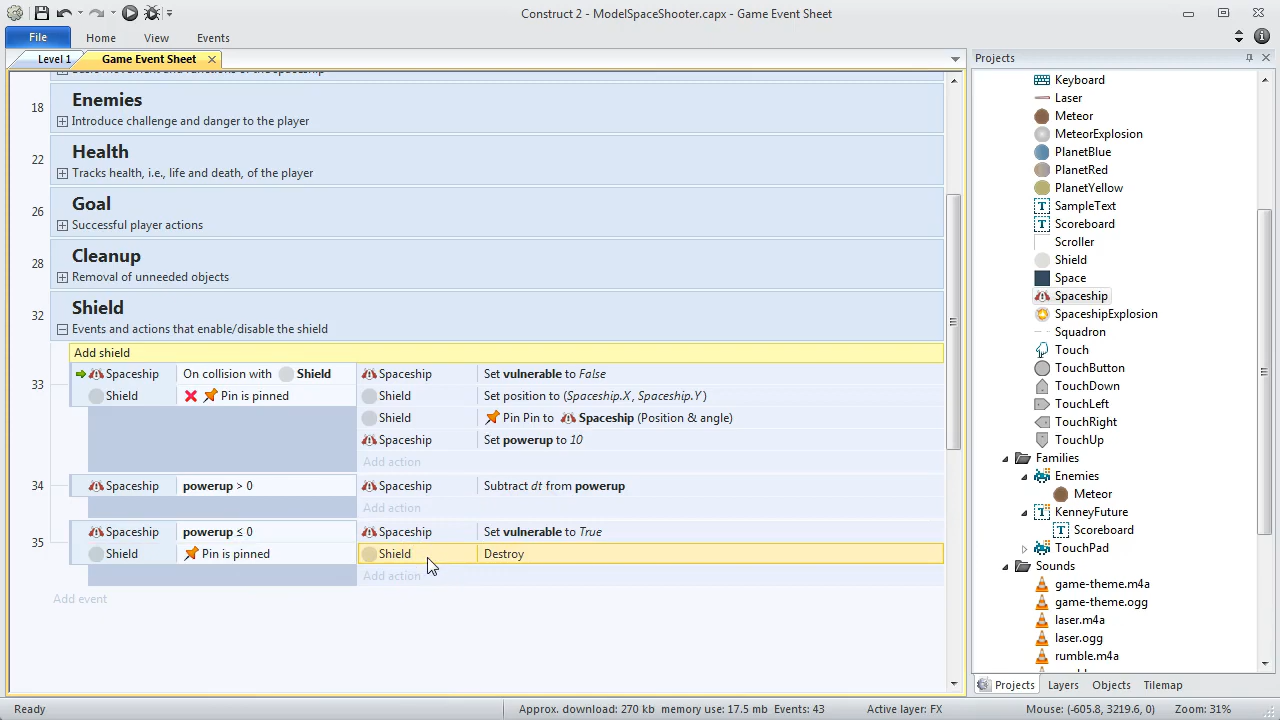 Construct 2 - ModelSpaceShooter.capx - Game Event Sheet
File Home View Events
Level 1 Game Event Sheet
Projects
18 Enemies
Introduce challenge and danger to the player
22 Health
Tracks health, i.e., life and death, of the player
26 Goal
Successful player actions
28 Cleanup
Removal of unneeded objects
32 Shield
Events and actions that enable/disable the shield
Add shield
33
Spaceship On collision with Shield Spaceship Set vulnerable to False
Shield Pin is pinned Shield Set position to (Spaceship.X, Spaceship.Y)
Shield Pin Pin to Spaceship (Position & angle)
Spaceship Set powerup to 10
Add action
34 Spaceship powerup > 0 Spaceship Subtract dt from powerup
Add action
35
Spaceship powerup ≤ 0 Spaceship Set vulnerable to True
Shield Pin is pinned Shield Destroy
Add action
Add event
Keyboard
Laser
Meteor
MeteorExplosion
PlanetBlue
PlanetRed
PlanetYellow
SampleText
Scoreboard
Scroller
Shield
Space
Spaceship
SpaceshipExplosion
Squadron
Touch
TouchButton
TouchDown
TouchLeft
TouchRight
TouchUp
Families
Enemies
Meteor
KenneyFuture
Scoreboard
TouchPad
Sounds
game-theme.m4a
game-theme.ogg
laser.m4a
laser.ogg
rumble.m4a
Projects Layers Objects Tilemap
Ready Approx. download: 270 kb memory use: 17.5 mb Events: 43 Active layer: FX Mouse: (-605.8, 3219.6, 0) Zoom: 31%